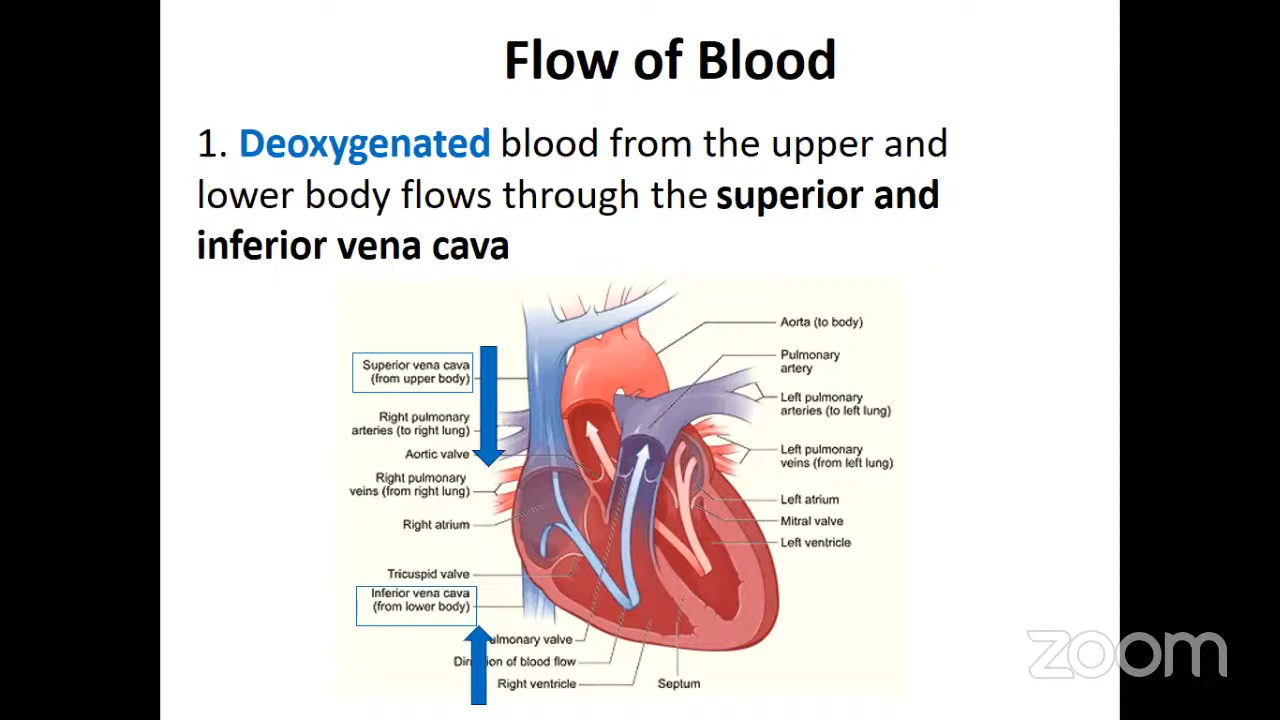 Flow of Blood
1. Deoxygenated blood from the upper and
lower body flows through the superior and
inferior vena cava
Superior vena cava
(from upper body)
Right pulmonary
arteries (to right lung)
Aortic valve
Right pulmonary
veins (from right lung)
Right atrium
Tricuspid valve
Inferior vena cava
(from lower body)
ulmonary valve
Dir ion of blood flow
Right ventricle
Septum
Aorta (to body)
Pulmonary
artery
Left pulmonary
arteries (to left lung)
Left pulmonary
veins (from left lung)
Left atrium
Mitral valve
Left ventricle
zoom